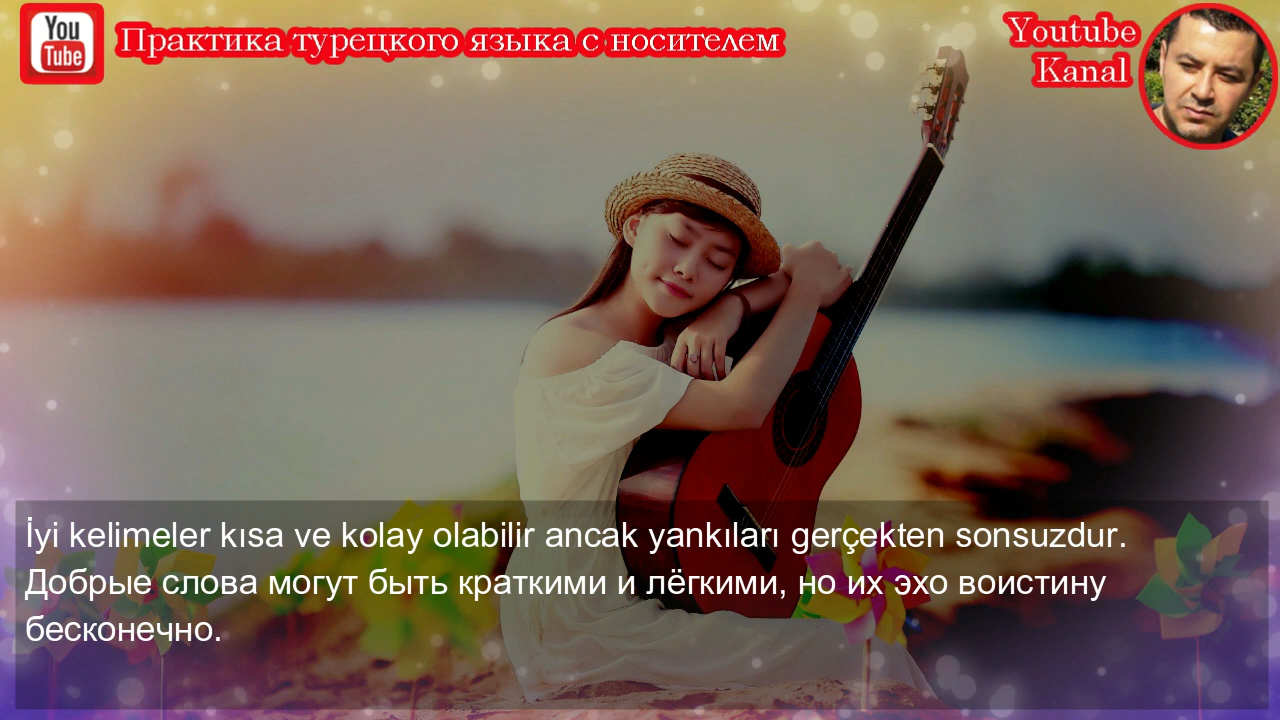 You
Tube
Практика турецкого языка с носителем
Youtube
Kanal
İyi kelimeler kısa ve kolay olabilir ancak yankıları gerçekten sonsuzdur.
Добрые слова могут быть краткими и лёгкими, но их эхо воистину
бесконечно.